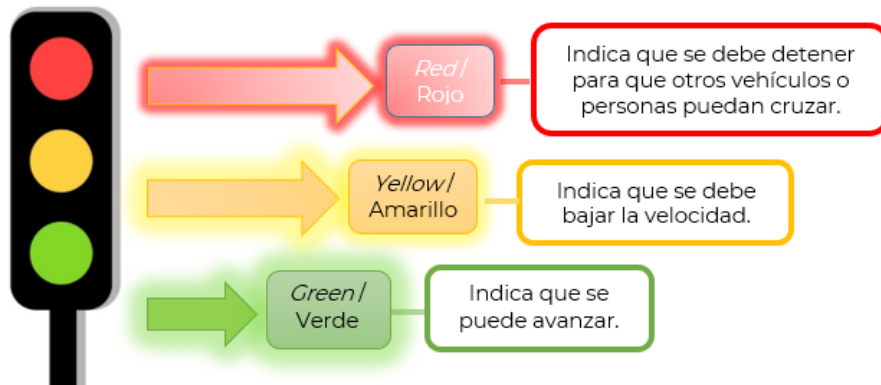 Red/
Rojo
Indica que se debe detener
para que otros vehículos o
personas puedan cruzar.
Yellow/
Amarillo
Indica que se debe
bajar la velocidad.
Green/
Verde
Indica que se
puede avanzar.